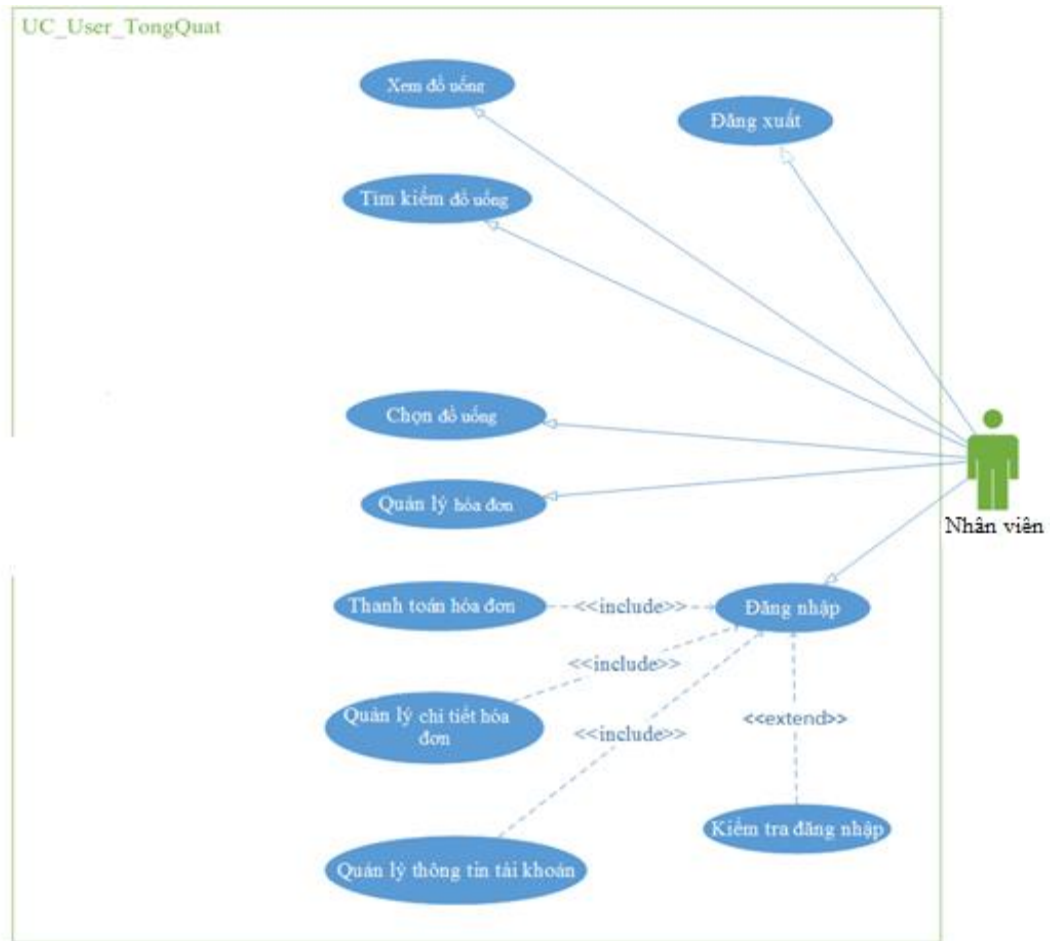 UC_User_TongQuat
Xem đồ uống
Đăng xuất
Tìm kiếm đồ uống
Chọn đồ uống
Quản lý hóa đơn
Nhân viên
Thanh toán hóa đơn
<<include>>
Đăng nhập
<<include>>
Quản lý chi tiết hóa
đơn
<<include>>
<<extend>>
Kiểm tra đăng nhập
Quản lý thông tin tài khoản